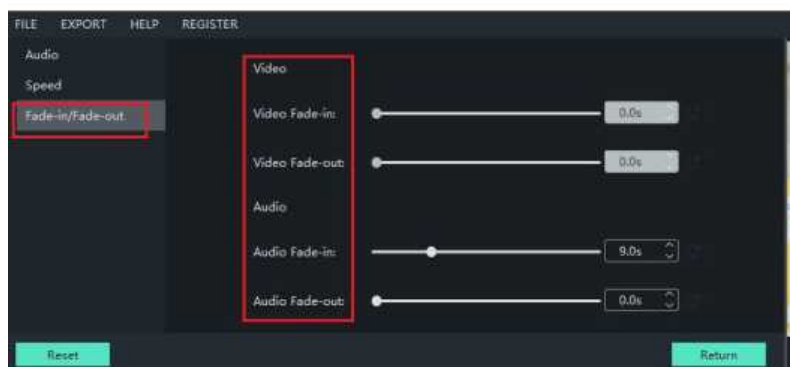 FILE EXPORT HELP REGISTER
Audio
Speed
Fade-in/Fade-out
Video
Video Fade-in: 0.0s
Video Fade-out: 0.0s
Audio
Audio Fade-in: 9.0s
Audio Fade-out: 0.0s
Reset Return